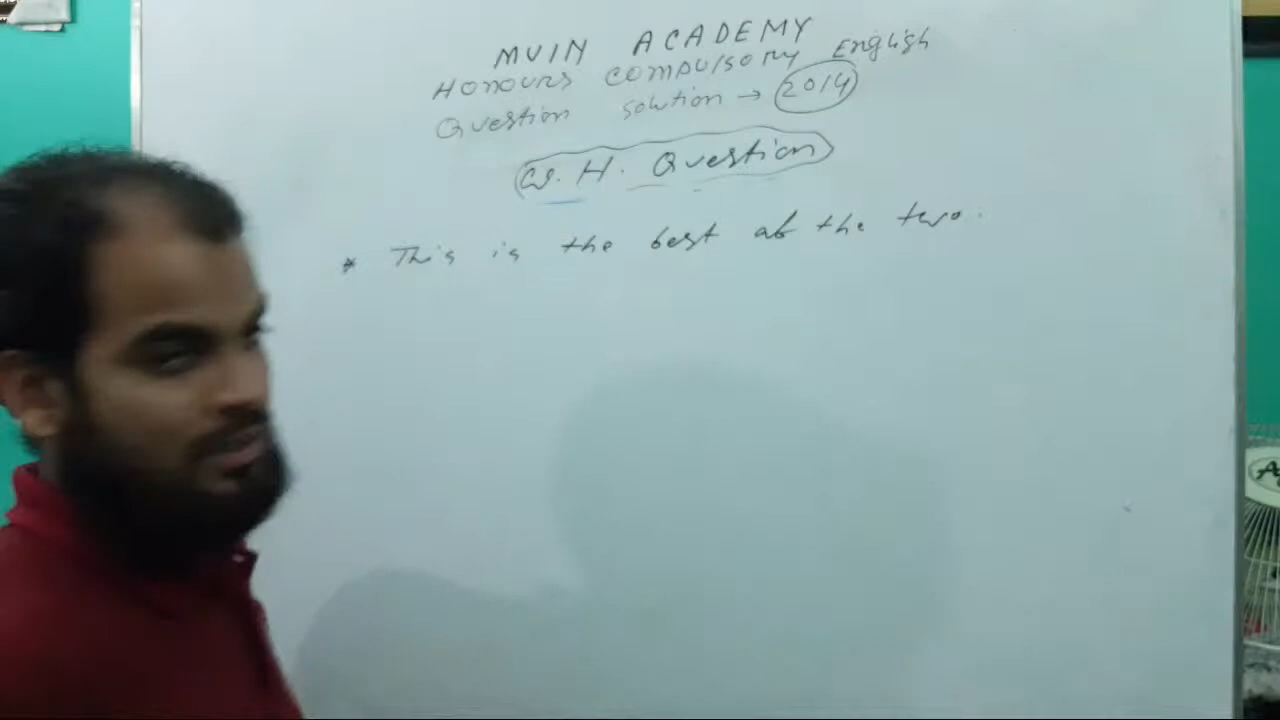 MUIN ACADEMY
HONOURS COMPULSORY English
Question solution → 2014
W. H. Question
* This is the best of the two.